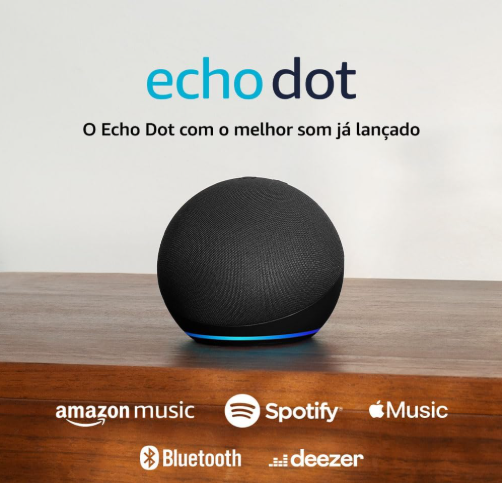 echo dot
O Echo Dot com o melhor som já lançado
amazon music Spotify Music
Bluetooth deezer